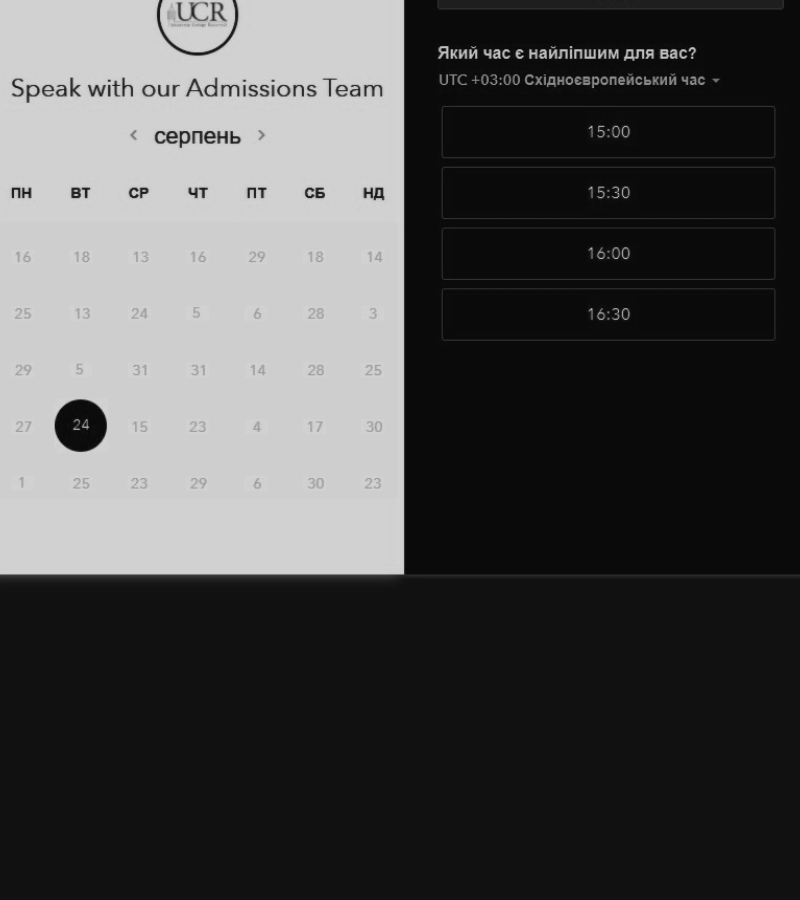 UCR
Speak with our Admissions Team
серпень
ПН ВТ СР ЧТ ПТ СБ НД
16 18 13 16 29 18 14
25 13 24 5 6 28 3
29 5 31 31 14 28 25
27 24 15 23 4 17 30
1 25 23 29 6 30 23
Який час є найліпшим для вас?
UTC +03:00 Східноєвропейський час
15:00
15:30
16:00
16:30